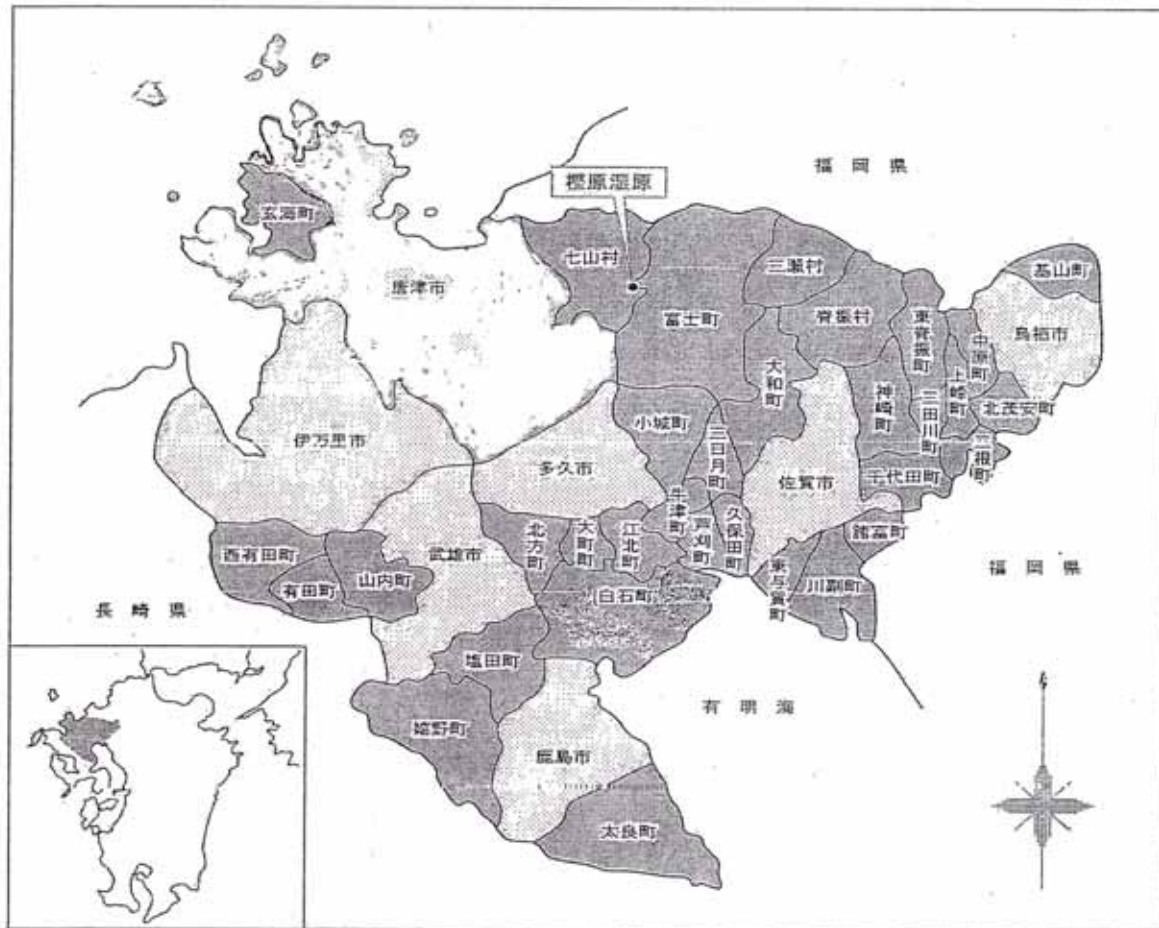 福岡県
樫原湿原
玄海町
七山村
三瀬村
基山町
唐津市
富士町
脊振村
東脊振町
中原町
鳥栖市
大和町
神崎町
三田川町
上峰町
北茂安町
小城町
三日月町
三根町
伊万里市
多久市
佐賀市
千代田町
牛津町
芦刈町
久保田町
諸富町
西有田町
有田町
山内町
武雄市
北方町
大町町
江北町
白石町
東与賀町
川副町
福岡県
長崎県
塩田町
有明海
嬉野町
鹿島市
太良町